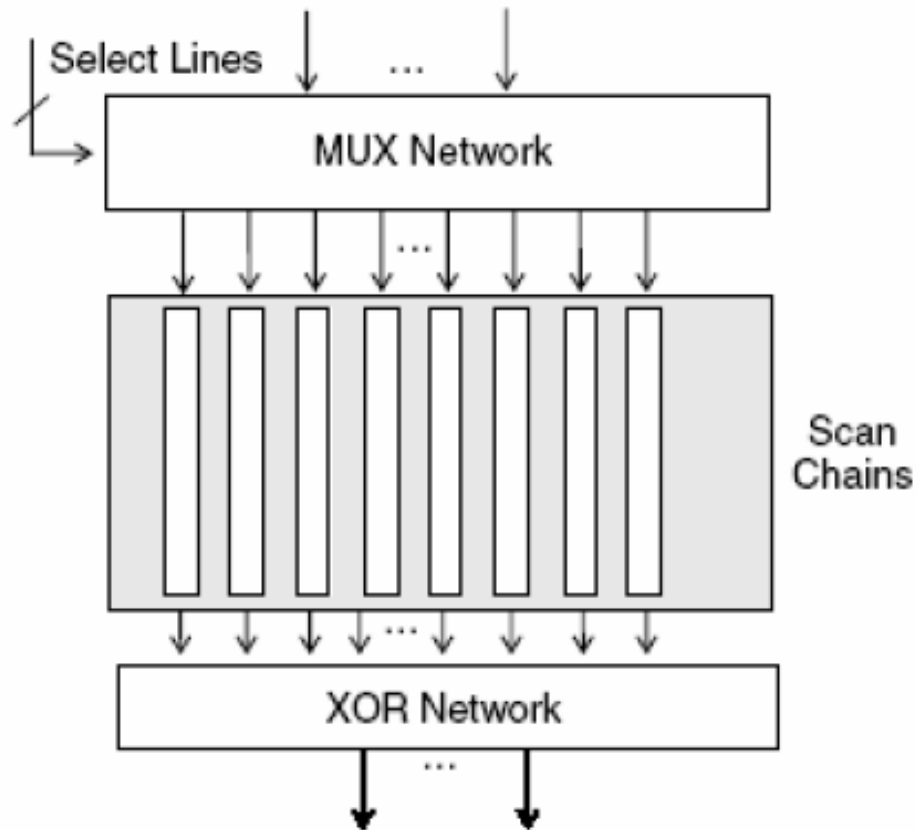 Select Lines
...
MUX Network
...
Scan
Chains
...
XOR Network
...